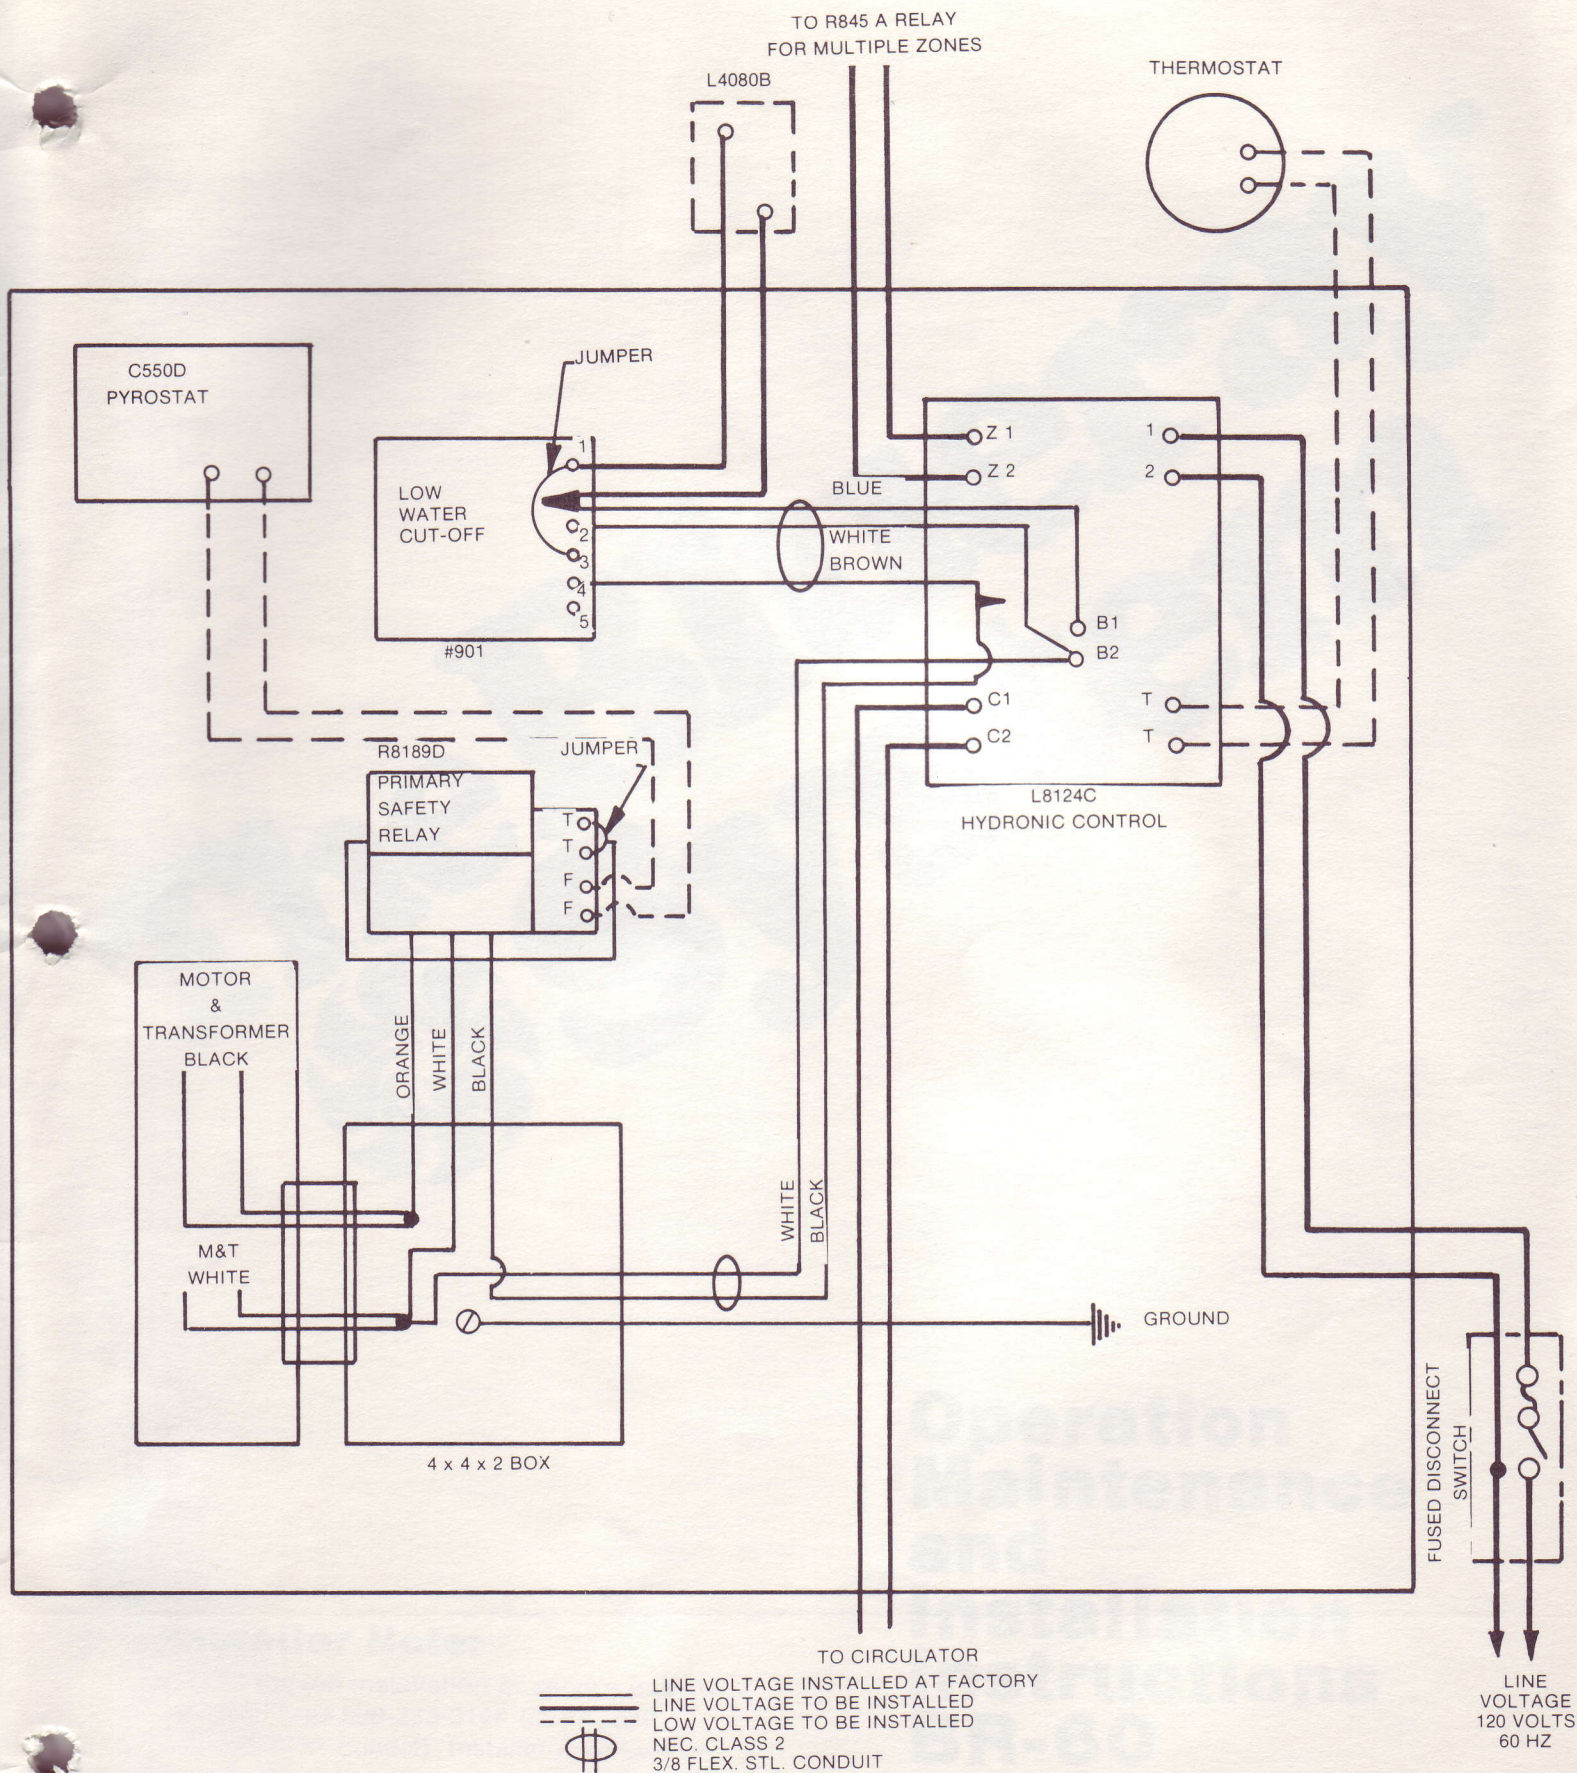 TO R845 A RELAY
FOR MULTIPLE ZONES
L4080B
THERMOSTAT
C550D
PYROSTAT
JUMPER
1
LOW
WATER
CUT-OFF
2
3
4
5
#901
BLUE
WHITE
BROWN
Z 1
Z 2
1
2
B1
B2
C1
C2
T
T
L8124C
HYDRONIC CONTROL
R8189D
JUMPER
PRIMARY
SAFETY
RELAY
T
T
F
F
MOTOR
&
TRANSFORMER
BLACK
ORANGE
WHITE
BLACK
M&T
WHITE
WHITE
BLACK
GROUND
4 x 4 x 2 BOX
FUSED DISCONNECT
SWITCH
Operation
Maintenance
and
Installation
TO CIRCULATOR
LINE VOLTAGE INSTALLED AT FACTORY
LINE VOLTAGE TO BE INSTALLED
LOW VOLTAGE TO BE INSTALLED
NEC. CLASS 2
3/8 FLEX. STL. CONDUIT
LINE
VOLTAGE
120 VOLTS
60 HZ